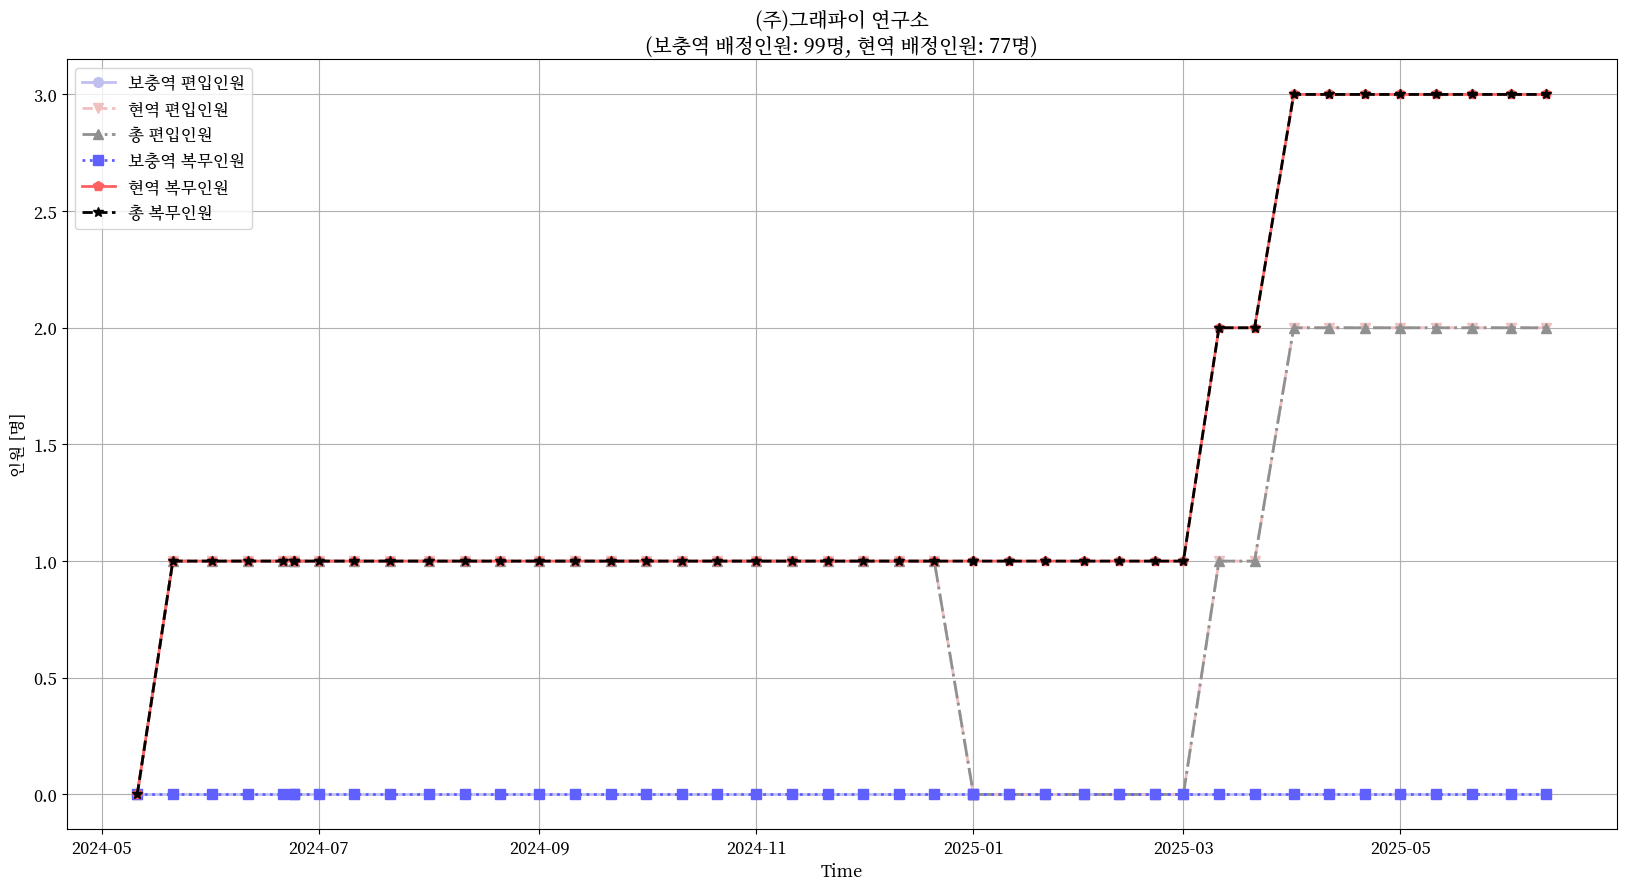 (주)그래파이 연구소
(보충역 배정인원: 99명, 현역 배정인원: 77명)
보충역 편입인원
현역 편입인원
총 편입인원
보충역 복무인원
현역 복무인원
총 복무인원
3.0
2.5
2.0
1.5
1.0
0.5
0.0
인원 [명]
2024-05
2024-07
2024-09
2024-11
2025-01
2025-03
2025-05
Time